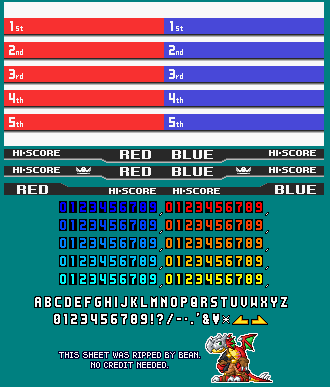 1st 1st
2nd 2nd
3rd 3rd
4th 4th
5th 5th
HI·SCORE RED BLUE HI·SCORE
HI·SCORE RED BLUE HI·SCORE
RED HI·SCORE HI·SCORE BLUE
0123456789, 0123456789,
0123456789, 0123456789,
0123456789, 0123456789,
0123456789, 0123456789,
0123456789, 0123456789,
ABCDEFGHIJKLMNOPQRSTUVWXYZ
0123456789!?/-·.'&♥×
THIS SHEET WAS RIPPED BY BEAN.
NO CREDIT NEEDED.